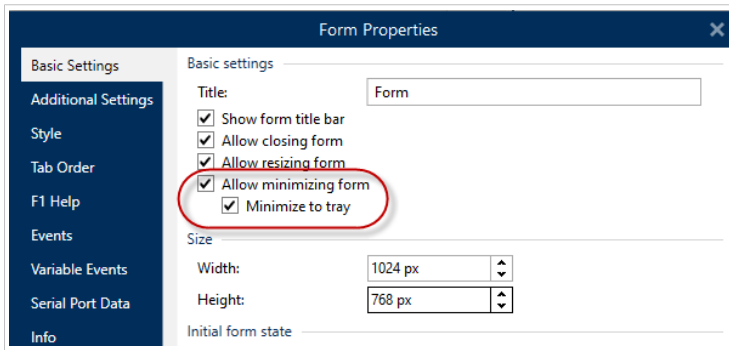 Form Properties
Basic Settings
Additional Settings
Style
Tab Order
F1 Help
Events
Variable Events
Serial Port Data
Info
Basic settings
Title: Form
Show form title bar
Allow closing form
Allow resizing form
Allow minimizing form
Minimize to tray
Size
Width: 1024 px
Height: 768 px
Initial form state